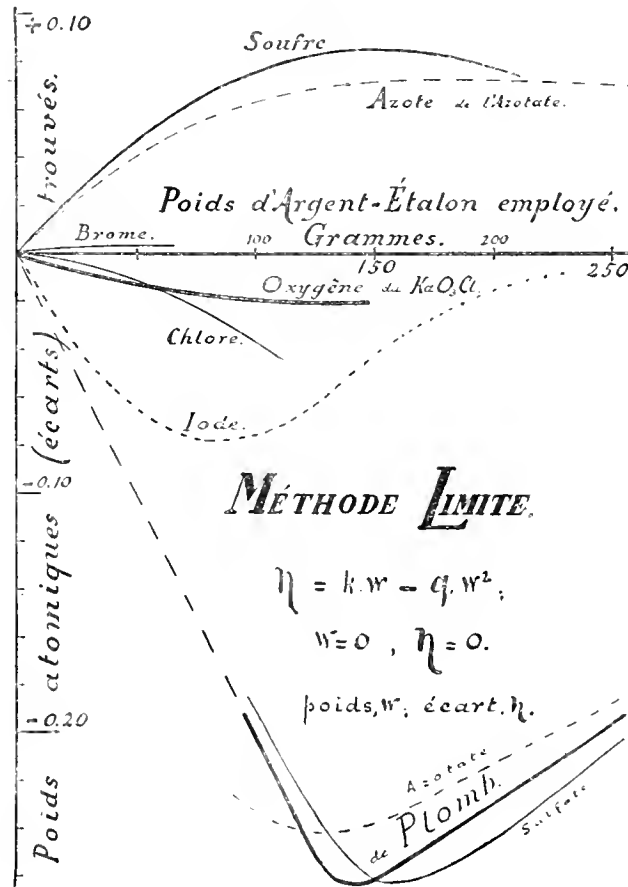 +0.10
Soufre
Azote de l'Azotate.
Poids d'Argent-Étalon employé.
Grammes.
Brome.
100
200
150
250
Oxygène du KaO₃Cl.
Chlore.
Iode.
-0.10
MÉTHODE LIMITE.
η = k.w - q.w²;
w=0, η=0.
poids, w; écart, η.
-0.20
Azotate
de Plomb.
Sulfate
Poids atomiques (écarts) trouvés.